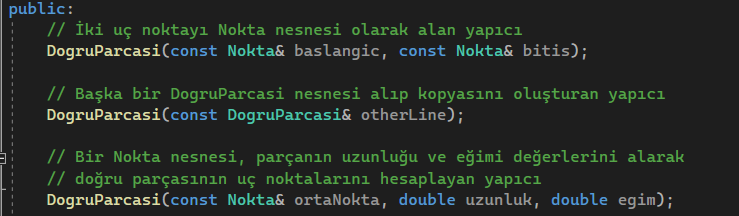 public:
// İki uç noktayı Nokta nesnesi olarak alan yapıcı
DogruParcasi(const Nokta& baslangic, const Nokta& bitis);
// Başka bir DogruParcasi nesnesi alıp kopyasını oluşturan yapıcı
DogruParcasi(const DogruParcasi& otherLine);
// Bir Nokta nesnesi, parçanın uzunluğu ve eğimi değerlerini alarak
// doğru parçasının uç noktalarını hesaplayan yapıcı
DogruParcasi(const Nokta& ortaNokta, double uzunluk, double egim);